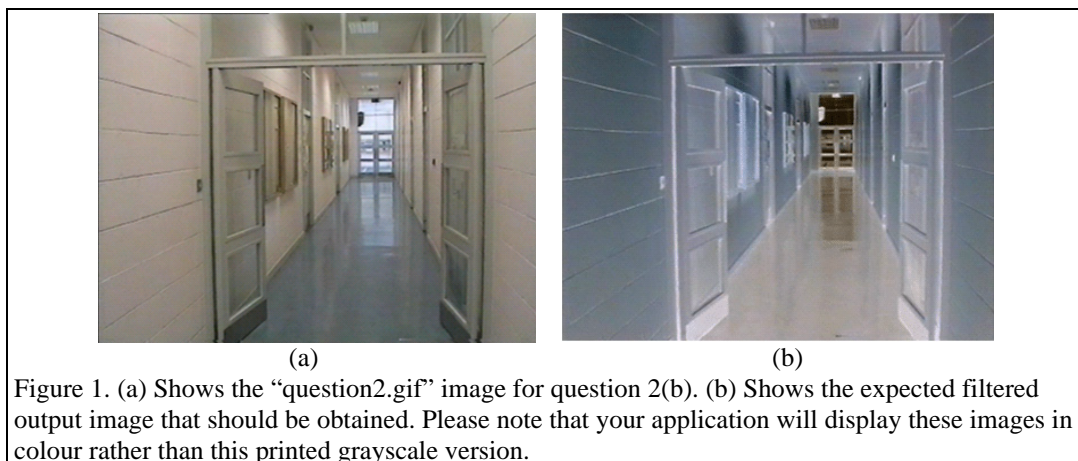 (a) (b)
Figure 1. (a) Shows the “question2.gif” image for question 2(b). (b) Shows the expected filtered
output image that should be obtained. Please note that your application will display these images in
colour rather than this printed grayscale version.